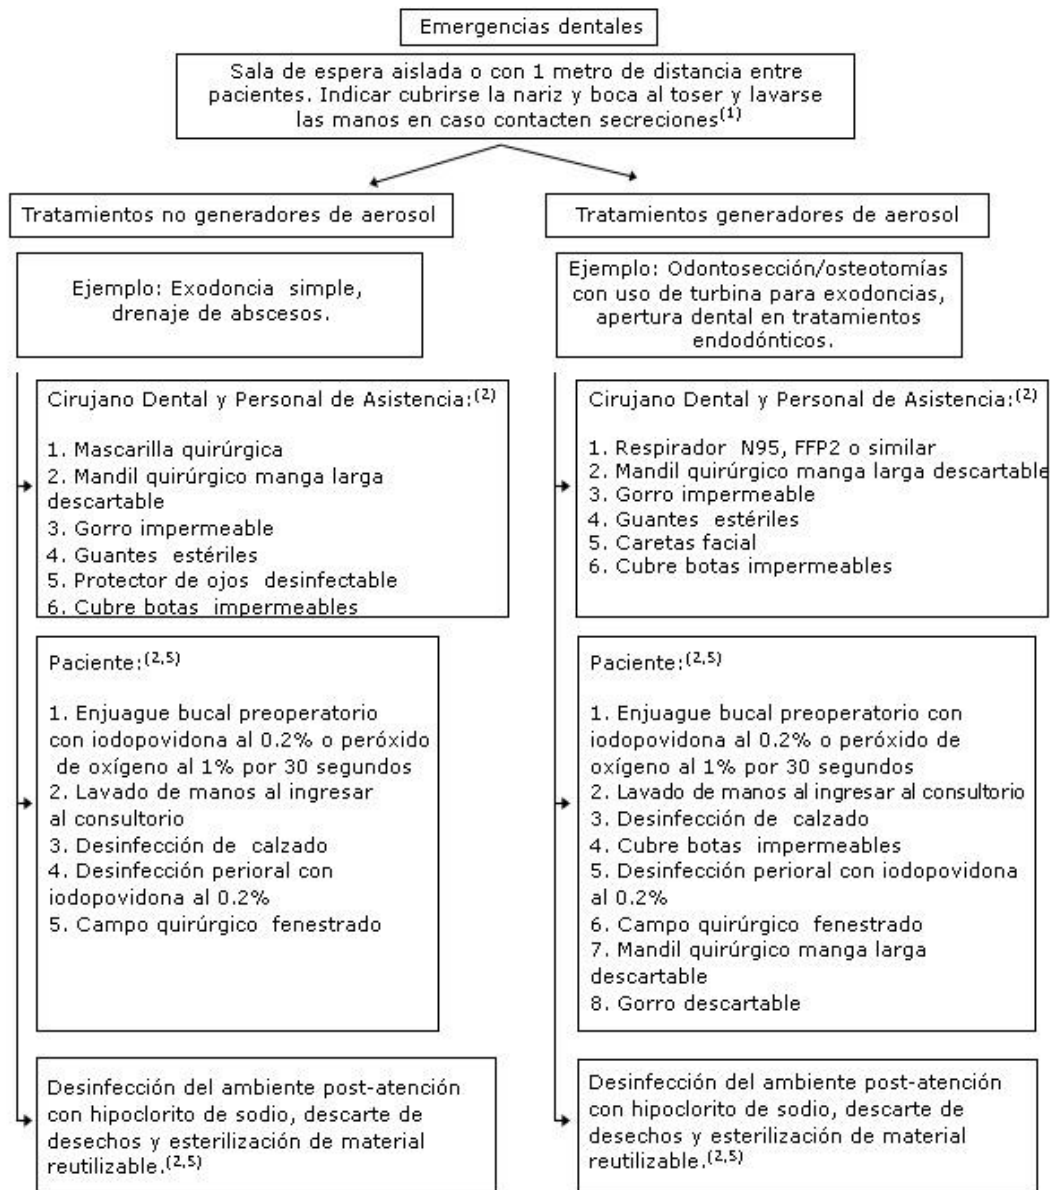 Emergencias dentales
Sala de espera aislada o con 1 metro de distancia entre
pacientes. Indicar cubrirse la nariz y boca al toser y lavarse
las manos en caso contacten secreciones(1)
Tratamientos no generadores de aerosol
Ejemplo: Exodoncia simple,
drenaje de abscesos.
Cirujano Dental y Personal de Asistencia:(2)
1. Mascarilla quirúrgica
2. Mandil quirúrgico manga larga
descartable
3. Gorro impermeable
4. Guantes estériles
5. Protector de ojos desinfectable
6. Cubre botas impermeables
Paciente:(2,5)
1. Enjuague bucal preoperatorio
con iodopovidona al 0.2% o peróxido
de oxígeno al 1% por 30 segundos
2. Lavado de manos al ingresar
al consultorio
3. Desinfección de calzado
4. Desinfección perioral con
iodopovidona al 0.2%
5. Campo quirúrgico fenestrado
Desinfección del ambiente post-atención
con hipoclorito de sodio, descarte de
desechos y esterilización de material
reutilizable.(2,5)
Tratamientos generadores de aerosol
Ejemplo: Odontosección/osteotomías
con uso de turbina para exodoncias,
apertura dental en tratamientos
endodónticos.
Cirujano Dental y Personal de Asistencia:(2)
1. Respirador N95, FFP2 o similar
2. Mandil quirúrgico manga larga descartable
3. Gorro impermeable
4. Guantes estériles
5. Caretas facial
6. Cubre botas impermeables
Paciente:(2,5)
1. Enjuague bucal preoperatorio con
iodopovidona al 0.2% o peróxido de
oxígeno al 1% por 30 segundos
2. Lavado de manos al ingresar al consultorio
3. Desinfección de calzado
4. Cubre botas impermeables
5. Desinfección perioral con iodopovidona
al 0.2%
6. Campo quirúrgico fenestrado
7. Mandil quirúrgico manga larga
descartable
8. Gorro descartable
Desinfección del ambiente post-atención
con hipoclorito de sodio, descarte de
desechos y esterilización de material
reutilizable.(2,5)